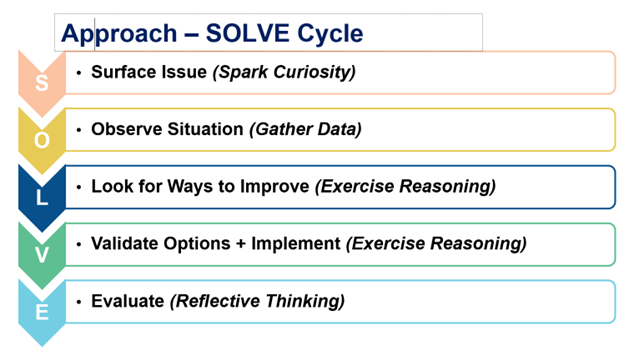 Approach – SOLVE Cycle
S
• Surface Issue (Spark Curiosity)
O
• Observe Situation (Gather Data)
L
• Look for Ways to Improve (Exercise Reasoning)
V
• Validate Options + Implement (Exercise Reasoning)
E
• Evaluate (Reflective Thinking)